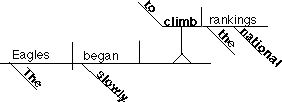 to
climb rankings
the
national
Eagles began
The
slowly